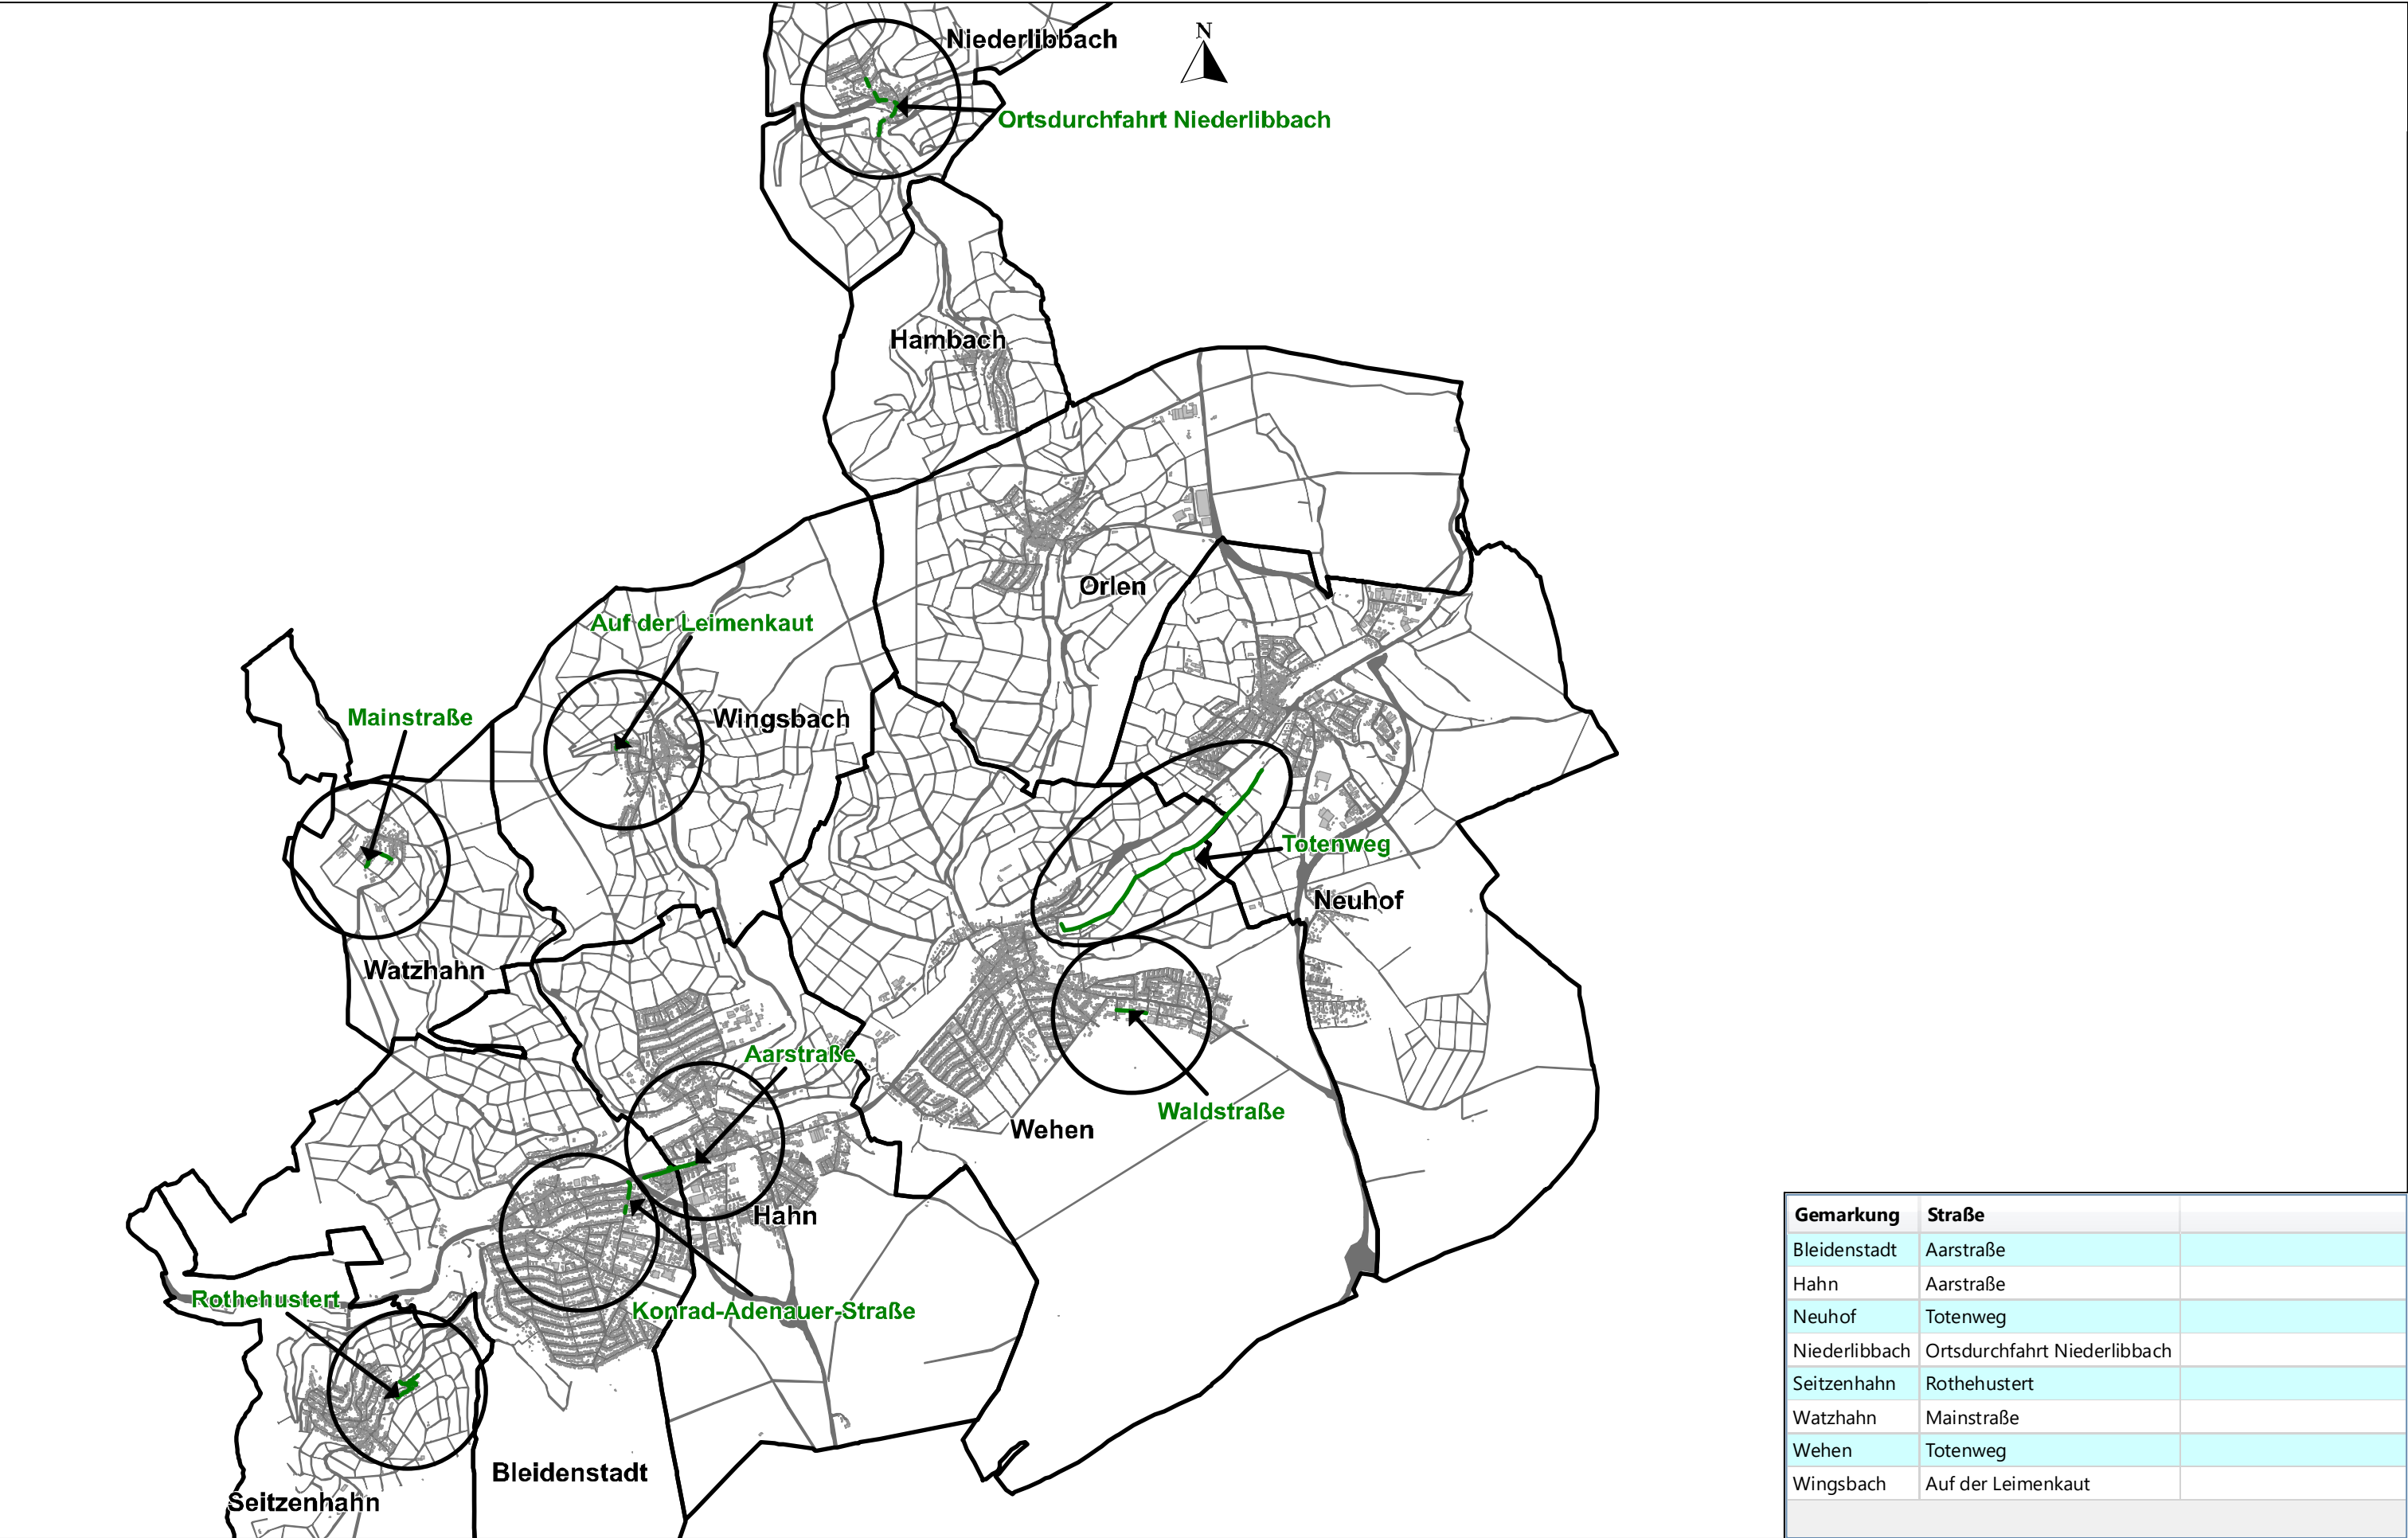 Niederlibbach
N
Ortsdurchfahrt Niederlibbach
Hambach
Orlen
Auf der Leimenkaut
Mainstraße
Wingsbach
Totenweg
Neuhof
Watzhahn
Aarstraße
Waldstraße
Wehen
Hahn
Rothehustert
Konrad-Adenauer-Straße
Bleidenstadt
Seitzenhahn
Gemarkung Straße
Bleidenstadt Aarstraße
Hahn Aarstraße
Neuhof Totenweg
Niederlibbach Ortsdurchfahrt Niederlibbach
Seitzenhahn Rothehustert
Watzhahn Mainstraße
Wehen Totenweg
Wingsbach Auf der Leimenkaut